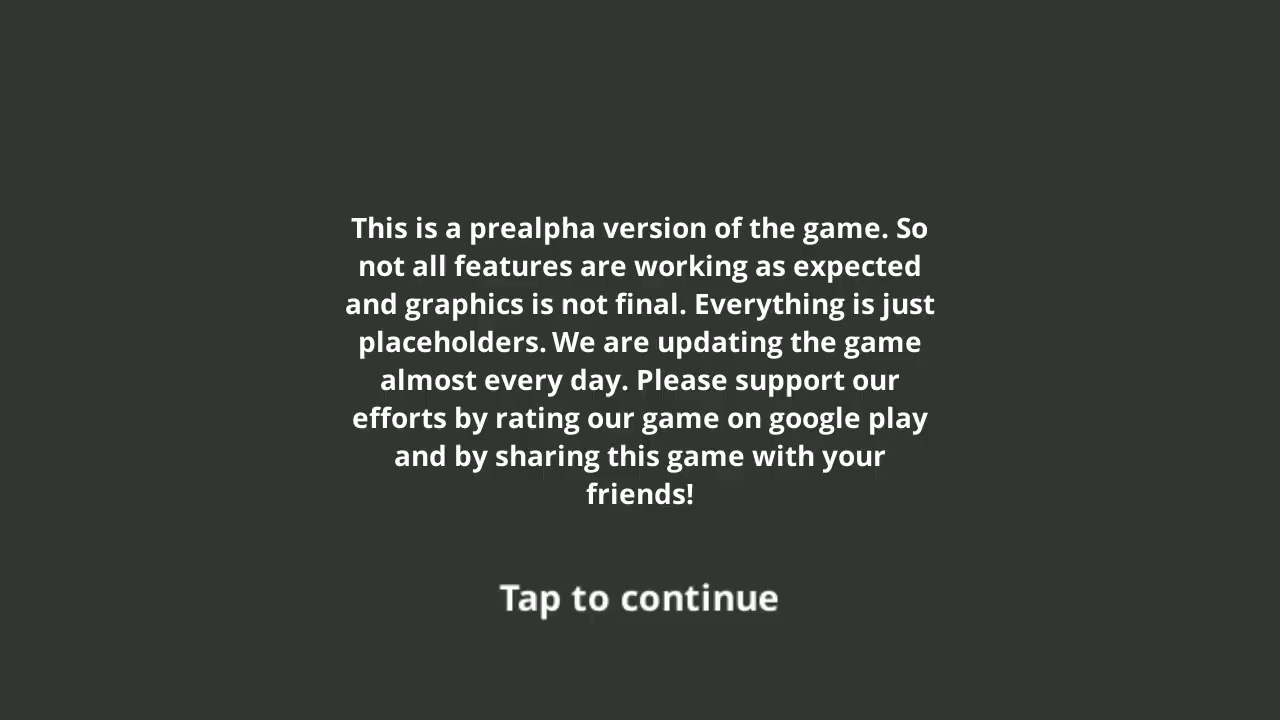 This is a prealpha version of the game. So
not all features are working as expected
and graphics is not final. Everything is just
placeholders. We are updating the game
almost every day. Please support our
efforts by rating our game on google play
and by sharing this game with your
friends!
Tap to continue